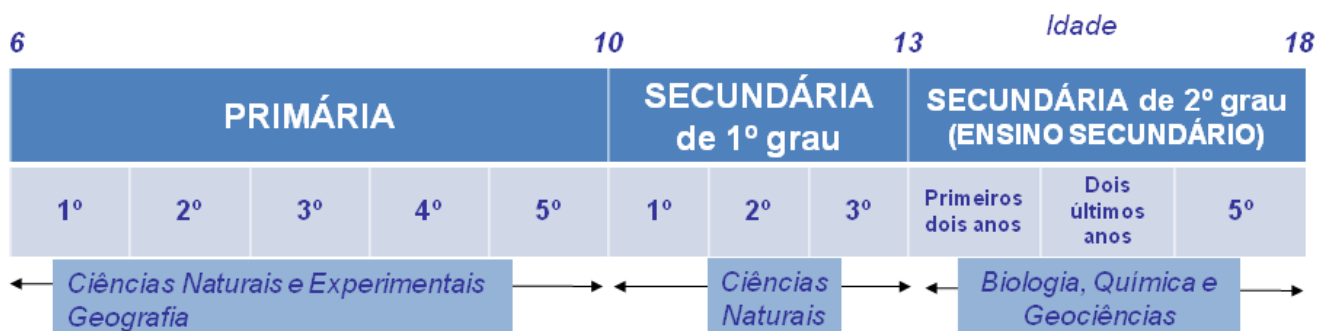 Idade
6 10 13 18
PRIMÁRIA
SECUNDÁRIA
de 1º grau
SECUNDÁRIA de 2º grau
(ENSINO SECUNDÁRIO)
1º 2º 3º 4º 5º 1º 2º 3º
Primeiros
dois anos
Dois
últimos
anos
5º
Ciências Naturais e Experimentais
Geografia
Ciências
Naturais
Biologia, Química e
Geociências